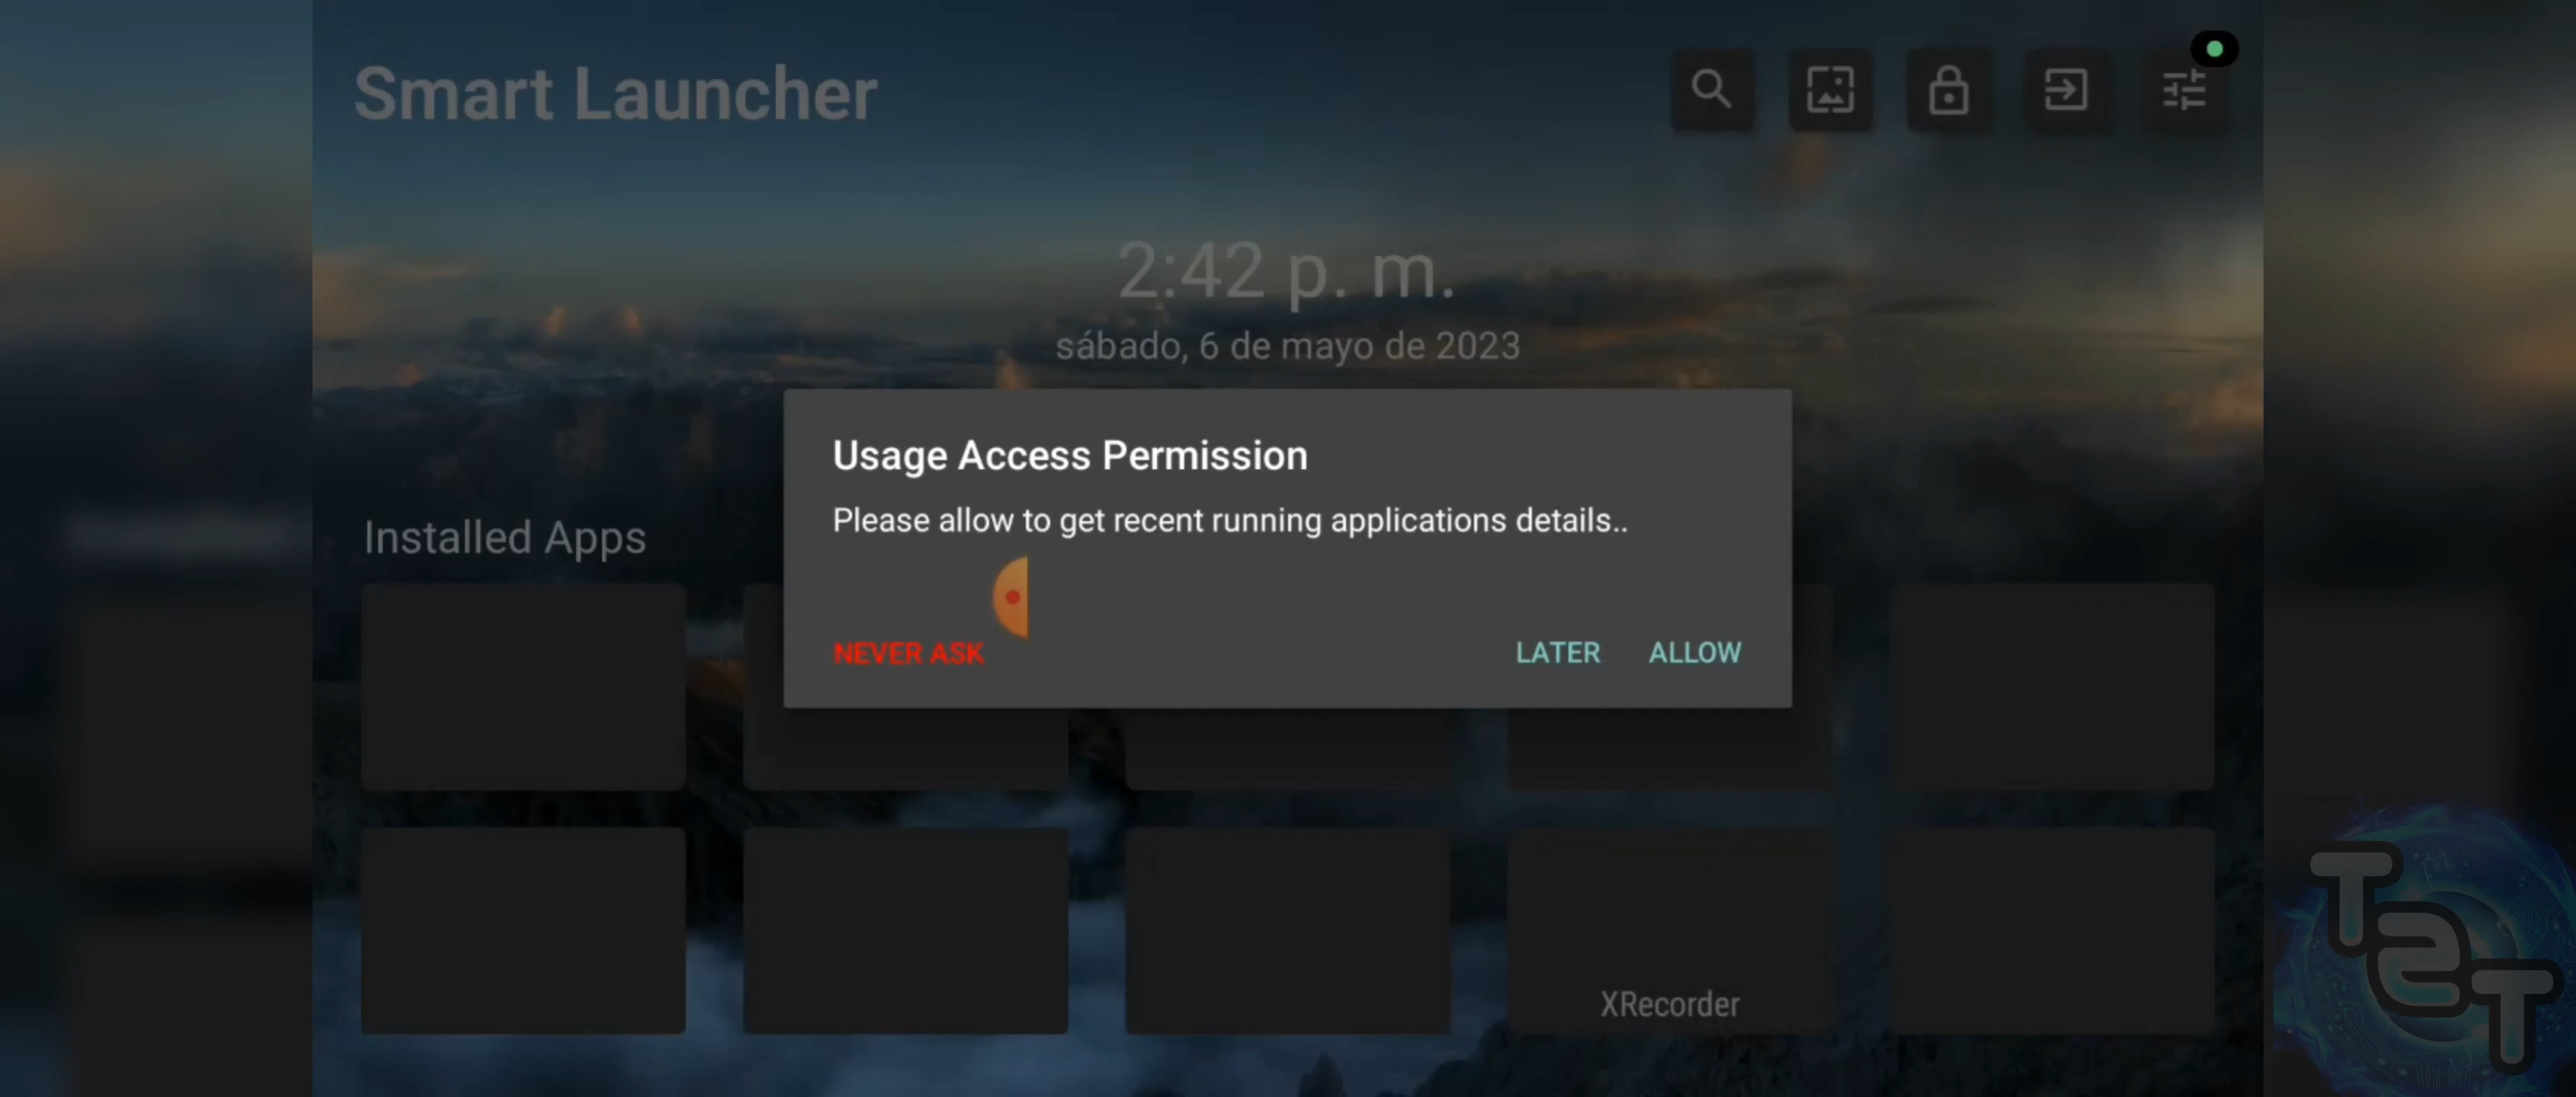 Smart Launcher
2:42 p. m.
sábado, 6 de mayo de 2023
Usage Access Permission
Please allow to get recent running applications details..
NEVER ASK
LATER
ALLOW
Installed Apps
XRecorder
T2T